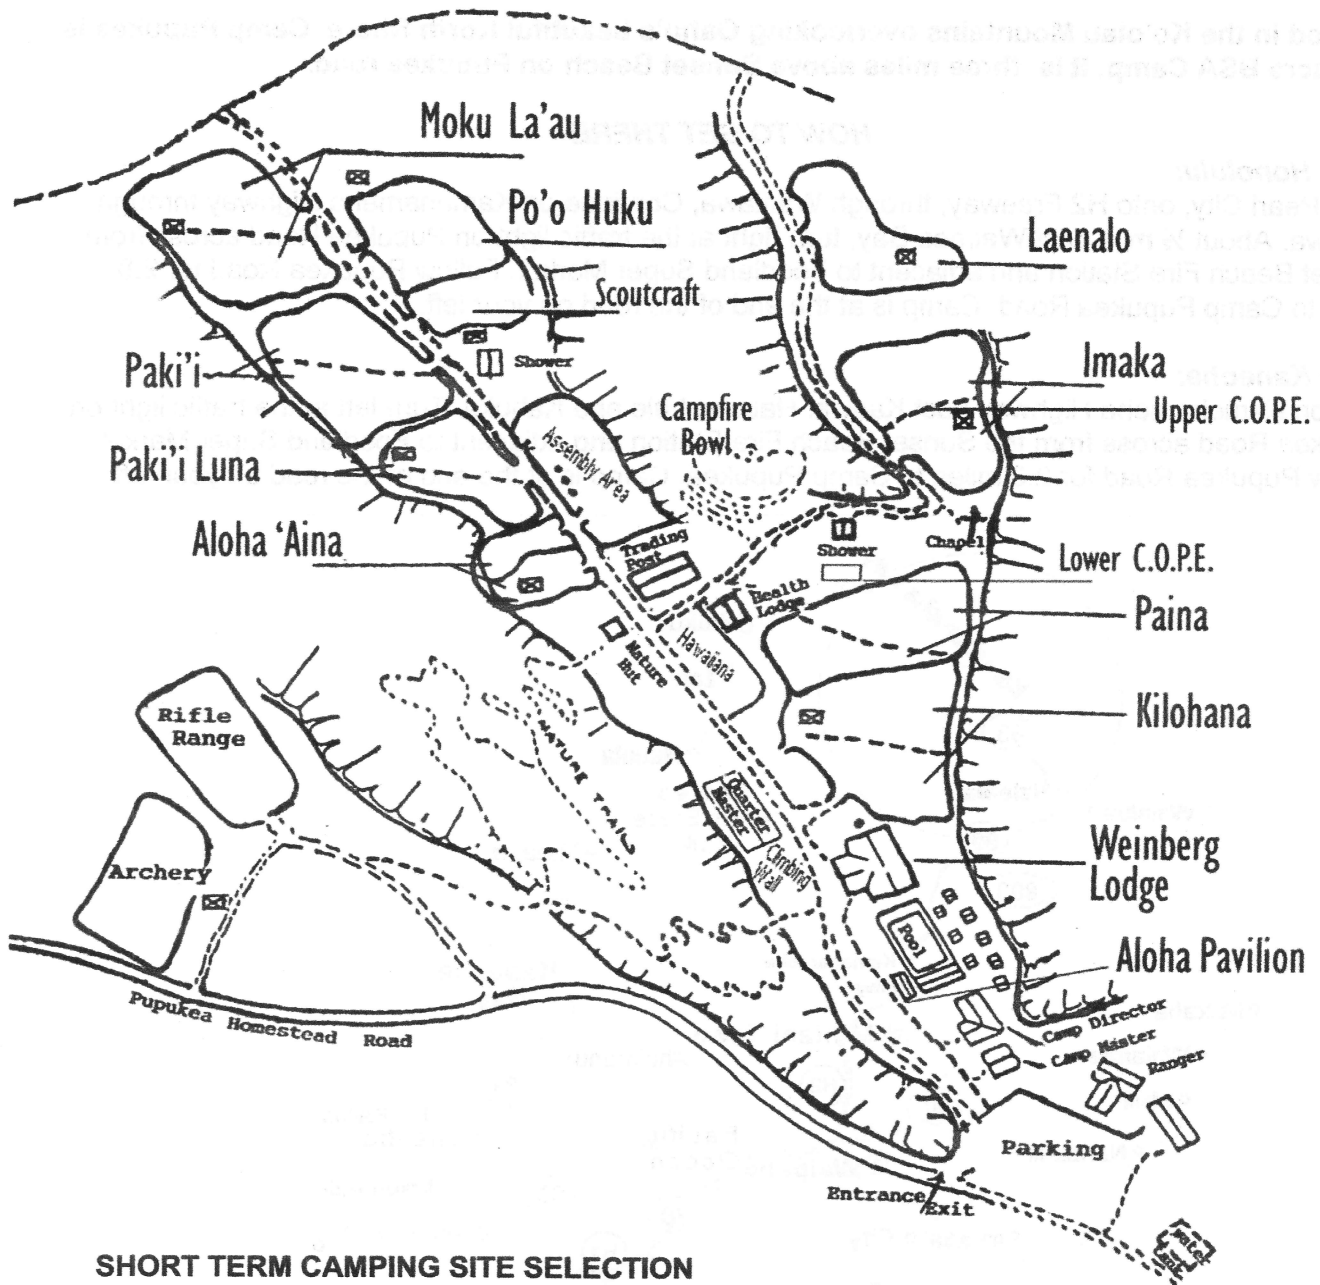 Moku La'au
Po'o Huku
Laenalo
Scoutcraft
Paki'i
Shower
Imaka
Campfire
Bowl
Upper C.O.P.E.
Paki'i Luna
Assembly Area
Aloha 'Aina
Trading
Post
Shower
Chapel
Lower C.O.P.E.
Health
Lodge
Paina
Hawaiiana
Nature
Hut
Kilohana
Rifle
Range
NATURE TRAIL
Quarter
Master
Climbing
Wall
Weinberg
Lodge
Archery
Pool
Aloha Pavilion
Pupukea Homestead Road
Camp Director
Camp Master
Ranger
Parking
Entrance
Exit
SHORT TERM CAMPING SITE SELECTION